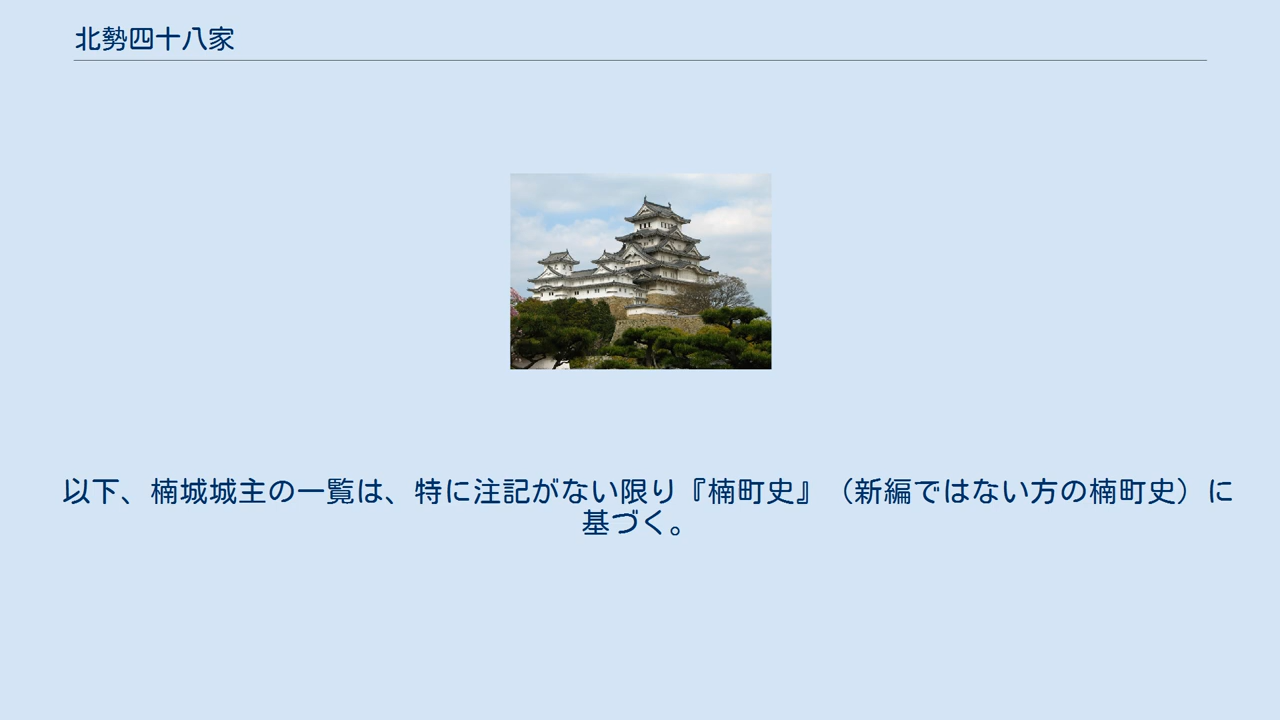 北勢四十八家
以下、楠城城主の一覧は、特に注記がない限り『楠町史』（新編ではない方の楠町史）に
基づく。